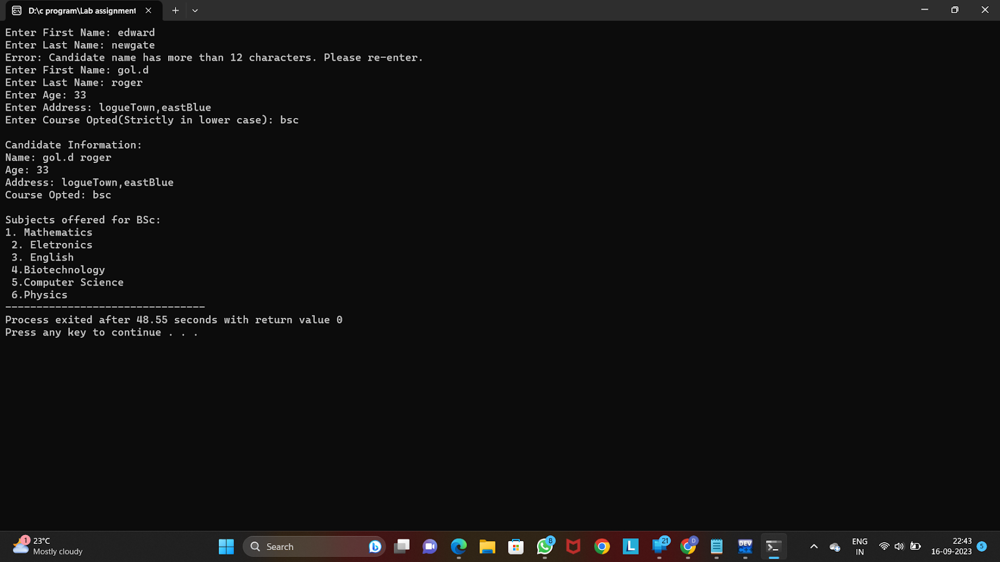 D:\c program\Lab assignment
Enter First Name: edward
Enter Last Name: newgate
Error: Candidate name has more than 12 characters. Please re-enter.
Enter First Name: gol.d
Enter Last Name: roger
Enter Age: 33
Enter Address: logueTown,eastBlue
Enter Course Opted(Strictly in lower case): bsc
Candidate Information:
Name: gol.d roger
Age: 33
Address: logueTown,eastBlue
Course Opted: bsc
Subjects offered for BSc:
1. Mathematics
2. Eletronics
3. English
4.Biotechnology
5.Computer Science
6.Physics
--------------------------------
Process exited after 48.55 seconds with return value 0
Press any key to continue . . .
1
23°C
Mostly cloudy
Search
8
L
21
D
DEV
ENG
IN
22:43
16-09-2023
5